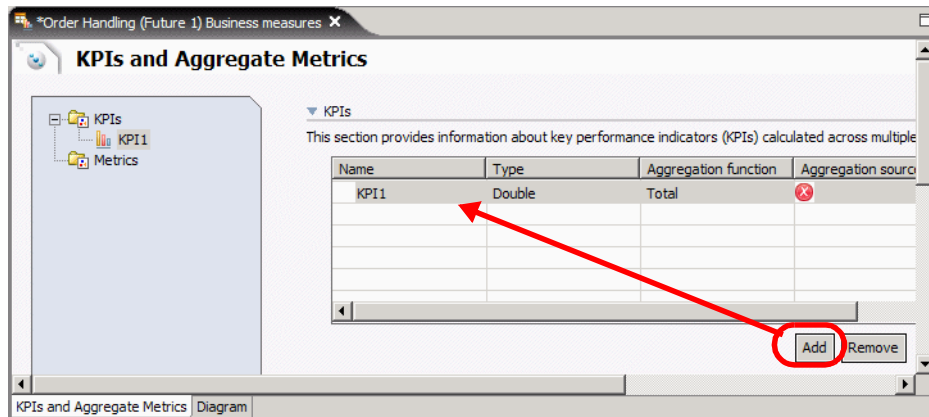 *Order Handling (Future 1) Business measures
KPIs and Aggregate Metrics
KPIs
KPI1
Metrics
KPIs
This section provides information about key performance indicators (KPIs) calculated across multiple
Name Type Aggregation function Aggregation source
KPI1 Double Total
Add Remove
KPIs and Aggregate Metrics Diagram